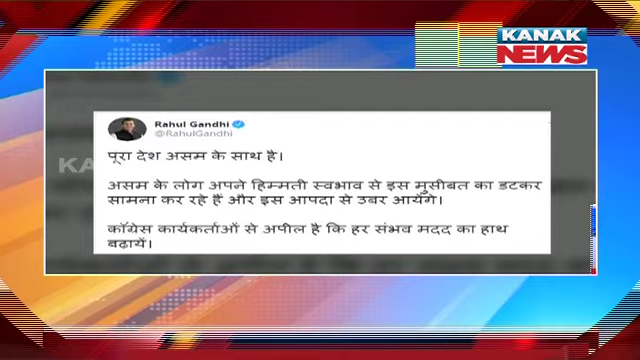 KANAK
NEWS
Rahul Gandhi
@RahulGandhi
पूरा देश असम के साथ है।
असम के लोग अपने हिम्मती स्वभाव से इस मुसीबत का डटकर
सामना कर रहे हैं और इस आपदा से उबर आयेंगे।
कॉंग्रेस कार्यकर्ताओं से अपील है कि हर संभव मदद का हाथ
बढायें।